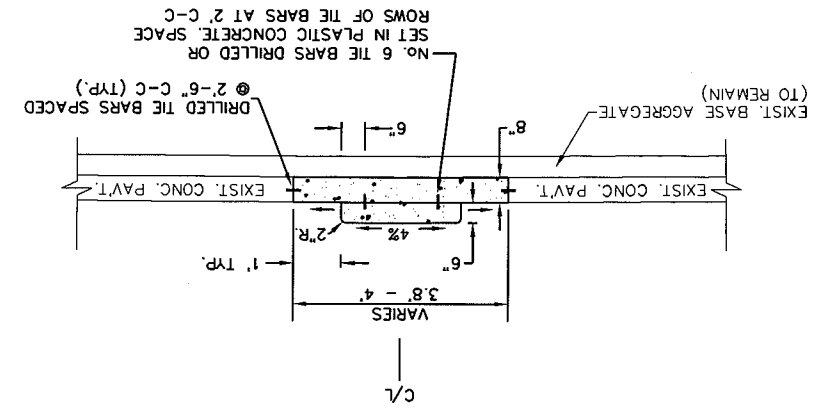 C/L
VARIES
3.8' - 4'
1' TYP.
6"
4%
2"R.
EXIST. CONC. PAV'T.
EXIST. CONC. PAV'T.
8"
6"
EXIST. BASE AGGREGATE
(TO REMAIN)
DRILLED TIE BARS SPACED
@ 2'-6" C-C (TYP.)
No. 6 TIE BARS DRILLED OR
SET IN PLASTIC CONCRETE. SPACE
ROWS OF TIE BARS AT 2' C-C